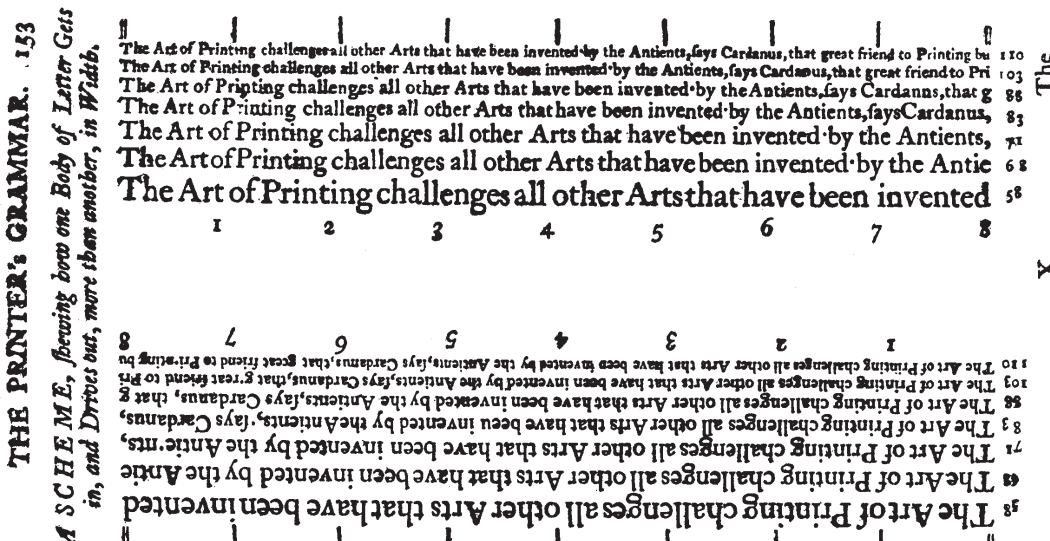 THE PRINTER's GRAMMAR. 153
A SCHEME, ſhewing how one Body of Letter Gets
in, and Drives out, more than another, in Width.
The Art of Printing challenges all other Arts that have been invented by the Antients,ſays Cardanus,that great friend to Printing bu 110
The Art of Printing challenges all other Arts that have been invented by the Antients,ſays Cardanus,that great friend to Pri 103
The Art of Printing challenges all other Arts that have been invented by the Antients,ſays Cardanus,that g 86
The Art of Printing challenges all other Arts that have been invented by the Antients,ſays Cardanus, 83
The Art of Printing challenges all other Arts that have been invented by the Antients, 71
The Art of Printing challenges all other Arts that have been invented by the Antie 68
The Art of Printing challenges all other Arts that have been invented 58
1 2 3 4 5 6 7 8
58 The Art of Printing challenges all other Arts that have been invented
68 The Art of Printing challenges all other Arts that have been invented by the Antie
71 The Art of Printing challenges all other Arts that have been invented by the Antients,
83 The Art of Printing challenges all other Arts that have been invented by the Antients, ſays Cardanus,
86 The Art of Printing challenges all other Arts that have been invented by the Antients,ſays Cardanus, that g
103 The Art of Printing challenges all other Arts that have been invented by the Antients,ſays Cardanus,that great friend to Pri
110 The Art of Printing challenges all other Arts that have been invented by the Antients,ſays Cardanus,that great friend to Printing bu
1 2 3 4 5 6 7 8
X The